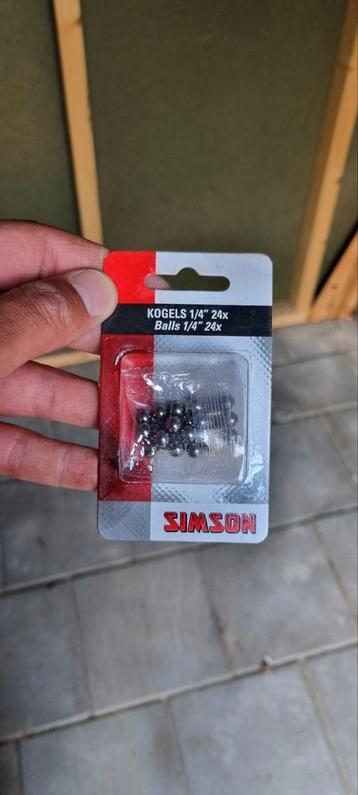 KOGELS 1/4" 24x
Balls 1/4" 24x
SIMSON